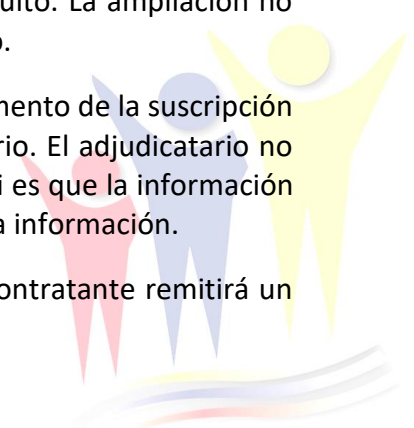 La ampliación no
mento de la suscripción
rio. El adjudicatario no
i es que la información
a información.
ontratante remitirá un